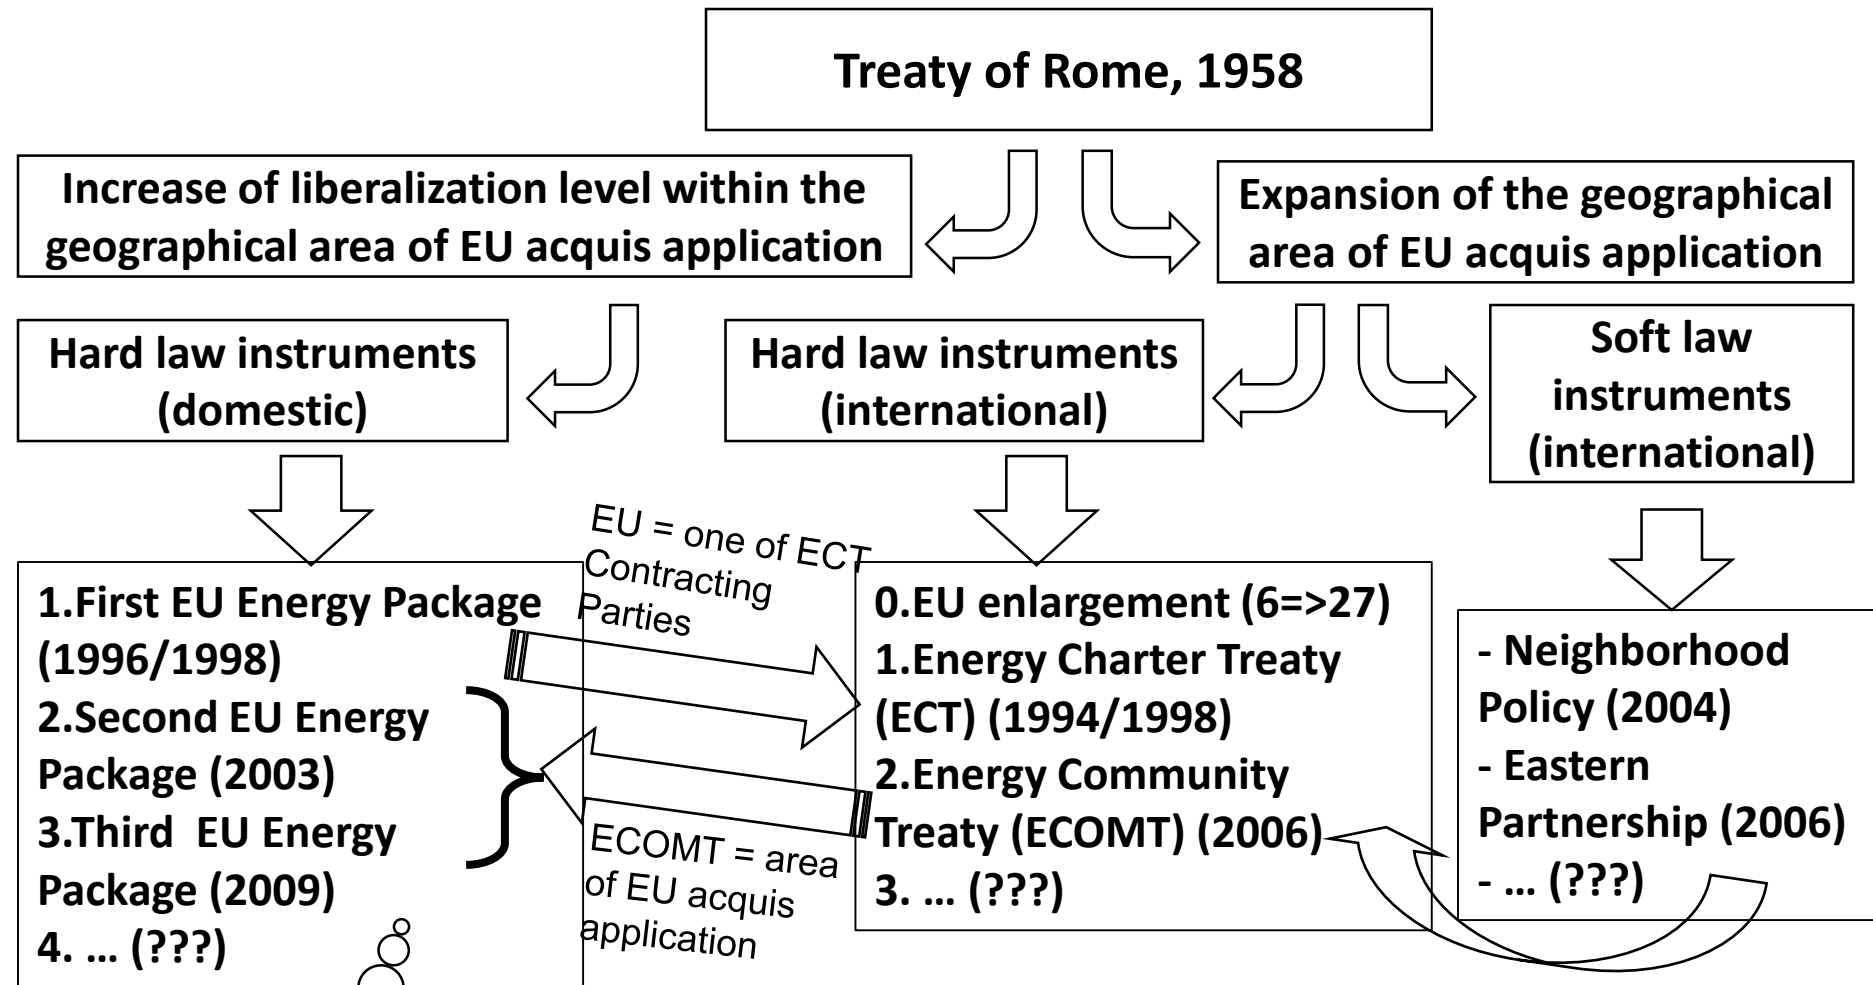 Treaty of Rome, 1958
Increase of liberalization level within the
geographical area of EU acquis application
Expansion of the geographical
area of EU acquis application
Hard law instruments
(domestic)
Hard law instruments
(international)
Soft law
instruments
(international)
1.First EU Energy Package
(1996/1998)
2.Second EU Energy
Package (2003)
3.Third  EU Energy
Package (2009)
4. ... (???)
EU = one of ECT
Contracting
Parties
ECOMT = area
of EU acquis
application
0.EU enlargement (6=>27)
1.Energy Charter Treaty
(ECT) (1994/1998)
2.Energy Community
Treaty (ECOMT) (2006)
3. ... (???)
- Neighborhood
Policy (2004)
- Eastern
Partnership (2006)
- ... (???)